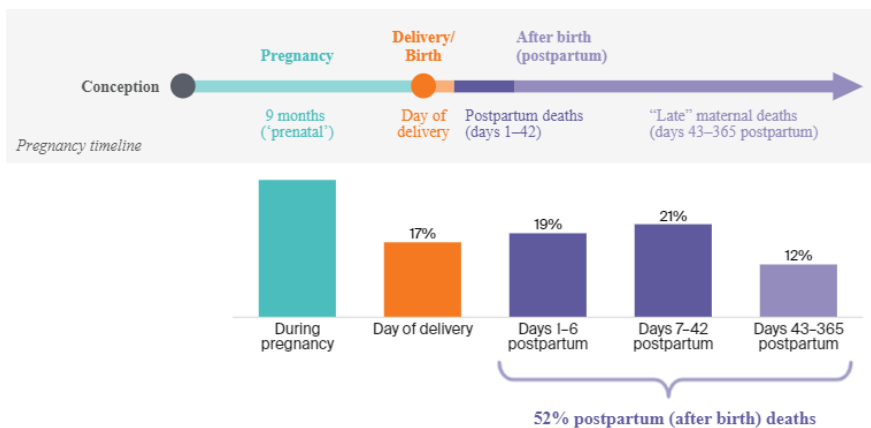 Pregnancy
Delivery/
Birth
After birth
(postpartum)
Conception
9 months
(‘prenatal’)
Day of
delivery
Postpartum deaths
(days 1–42)
“Late” maternal deaths
(days 43–365 postpartum)
Pregnancy timeline
17%
19%
21%
12%
During
pregnancy
Day of delivery
Days 1–6
postpartum
Days 7–42
postpartum
Days 43–365
postpartum
52% postpartum (after birth) deaths